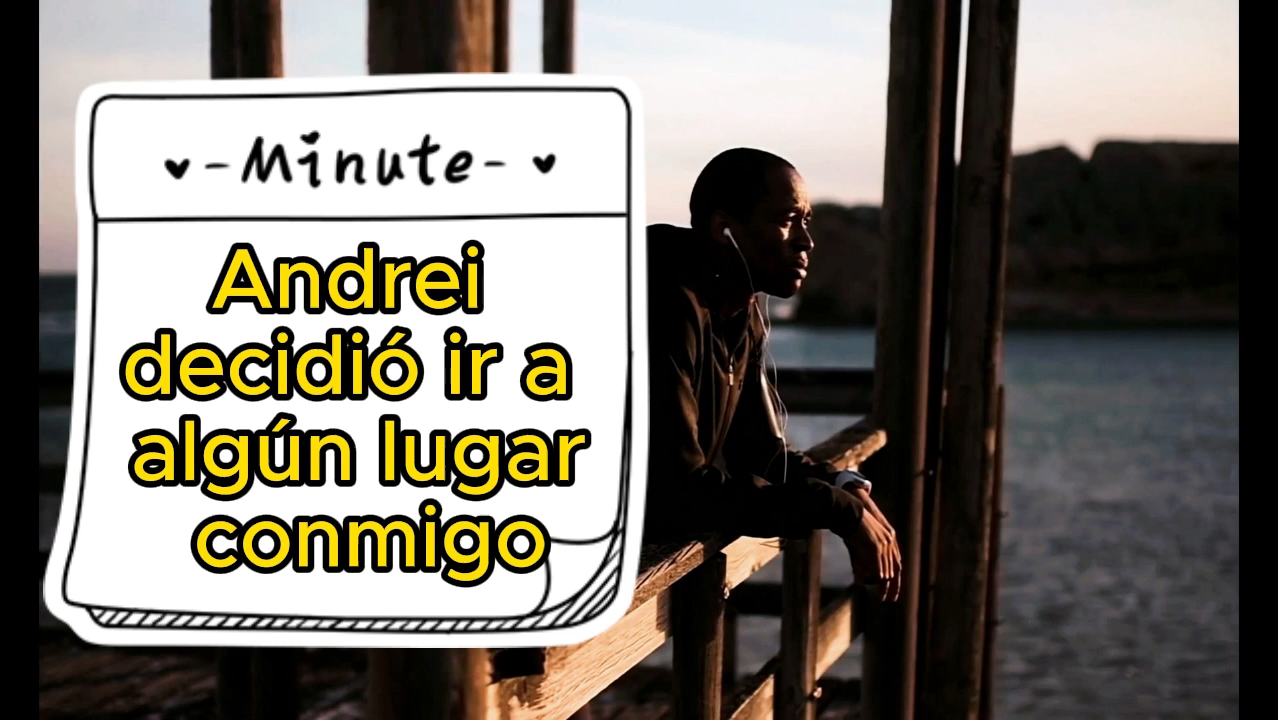 -Minute-
Andrei
decidió ir a
algún lugar
conmigo